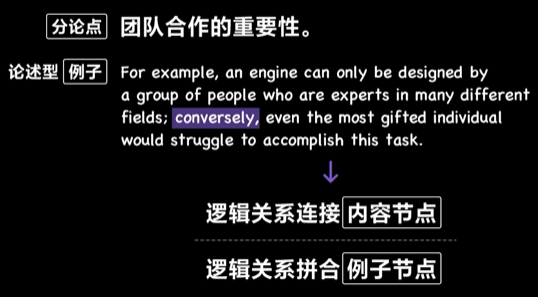 分论点 团队合作的重要性。
论述型 例子 For example, an engine can only be designed by
a group of people who are experts in many different
fields; conversely, even the most gifted individual
would struggle to accomplish this task.
逻辑关系连接 内容节点
逻辑关系拼合 例子节点